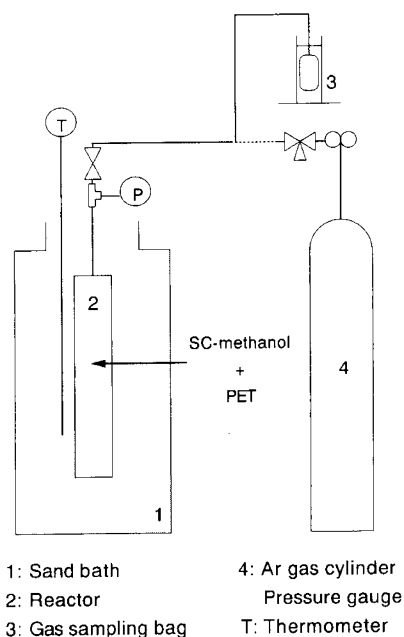 T
3
P
2
SC-methanol
+
PET
4
1
1: Sand bath
2: Reactor
3: Gas sampling bag
4: Ar gas cylinder
Pressure gauge
T: Thermometer